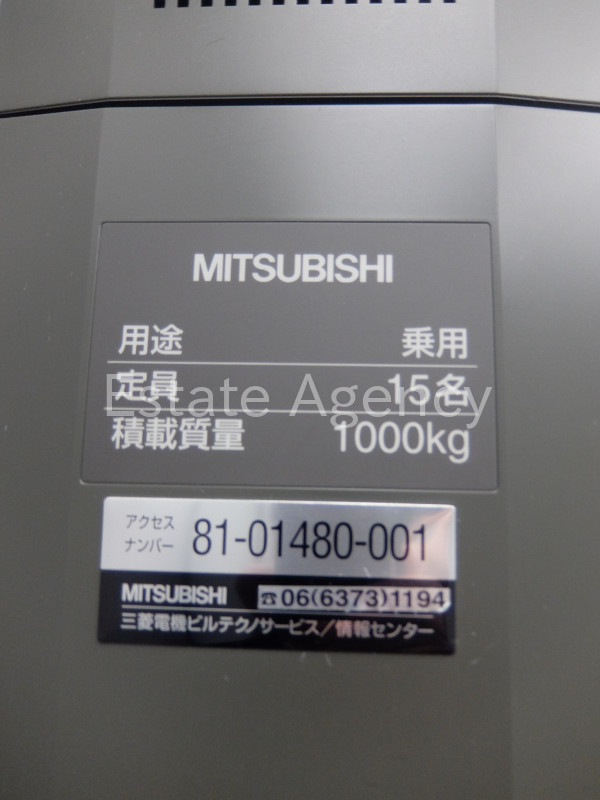 MITSUBISHI
用途 乗用
定員 15名
Estate Agency
積載質量 1000kg
アクセス
ナンバー 81-01480-001
MITSUBISHI ☎06(6373)1194
三菱電機ビルテクノサービス/情報センター